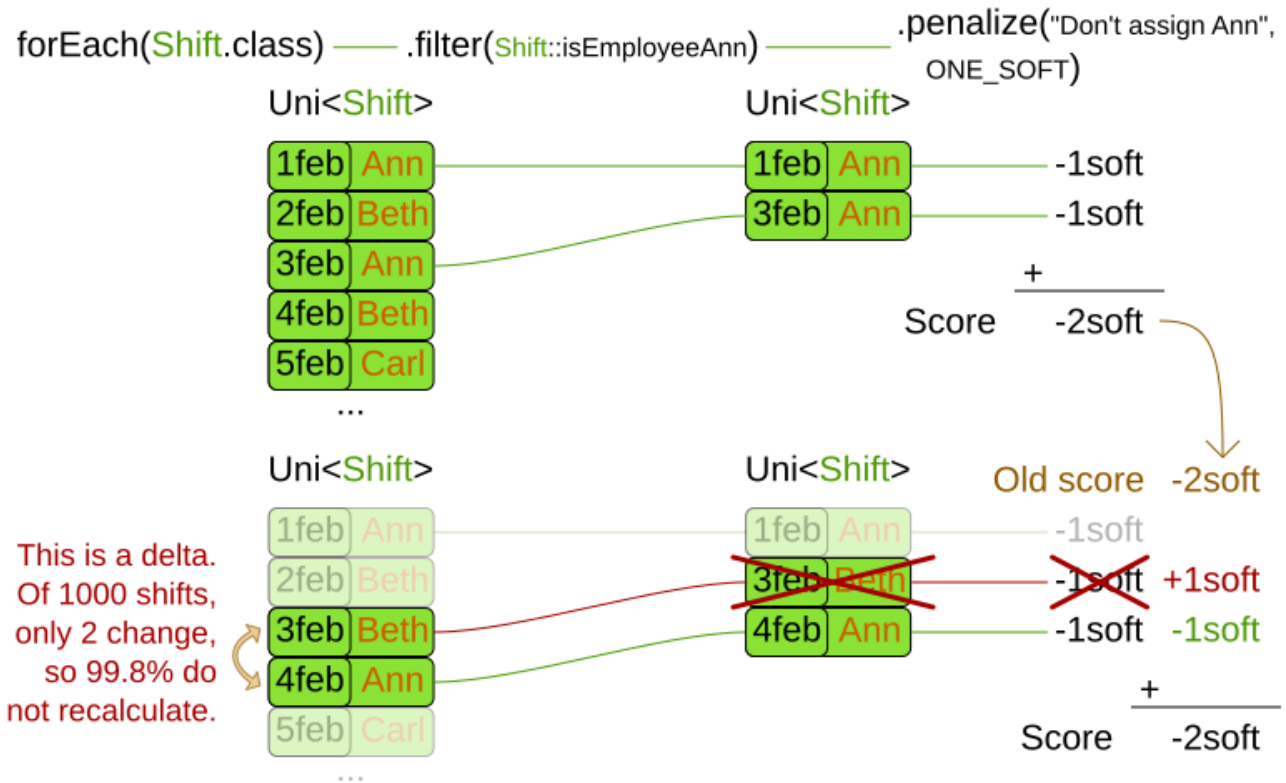 forEach(Shift.class) .filter(Shift::isEmployeeAnn) .penalize("Don't assign Ann",
ONE_SOFT)
Uni<Shift> Uni<Shift>
1feb Ann 1feb Ann -1soft
2feb Beth 3feb Ann -1soft
3feb Ann
+
4feb Beth Score -2soft
5feb Carl
...
Uni<Shift> Uni<Shift> Old score -2soft
1feb Ann 1feb Ann -1soft
This is a delta.
Of 1000 shifts,
only 2 change,
so 99.8% do
not recalculate.
2feb Beth 3feb Beth -1soft +1soft
3feb Beth 4feb Ann -1soft -1soft
4feb Ann
+
5feb Carl Score -2soft
...